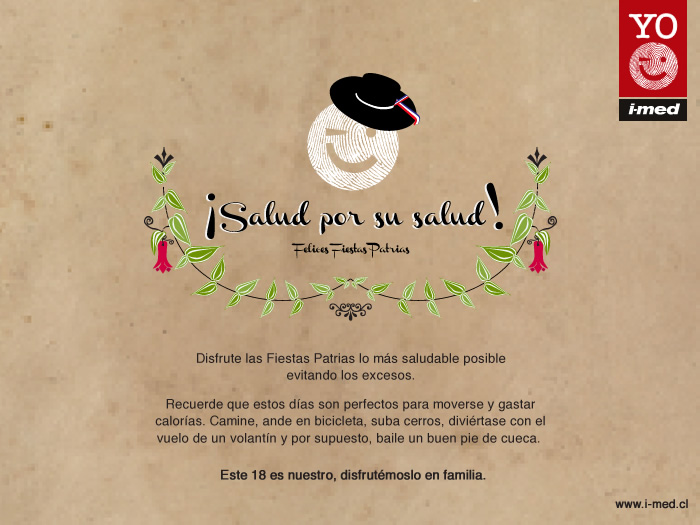 YO
i-med
¡Salud por su salud!
Felices Fiestas Patrias
Disfrute las Fiestas Patrias lo más saludable posible
evitando los excesos.
Recuerde que estos días son perfectos para moverse y gastar
calorías. Camine, ande en bicicleta, suba cerros, diviértase con el
vuelo de un volantín y por supuesto, baile un buen pie de cueca.
Este 18 es nuestro, disfrutémoslo en familia.
www.i-med.cl